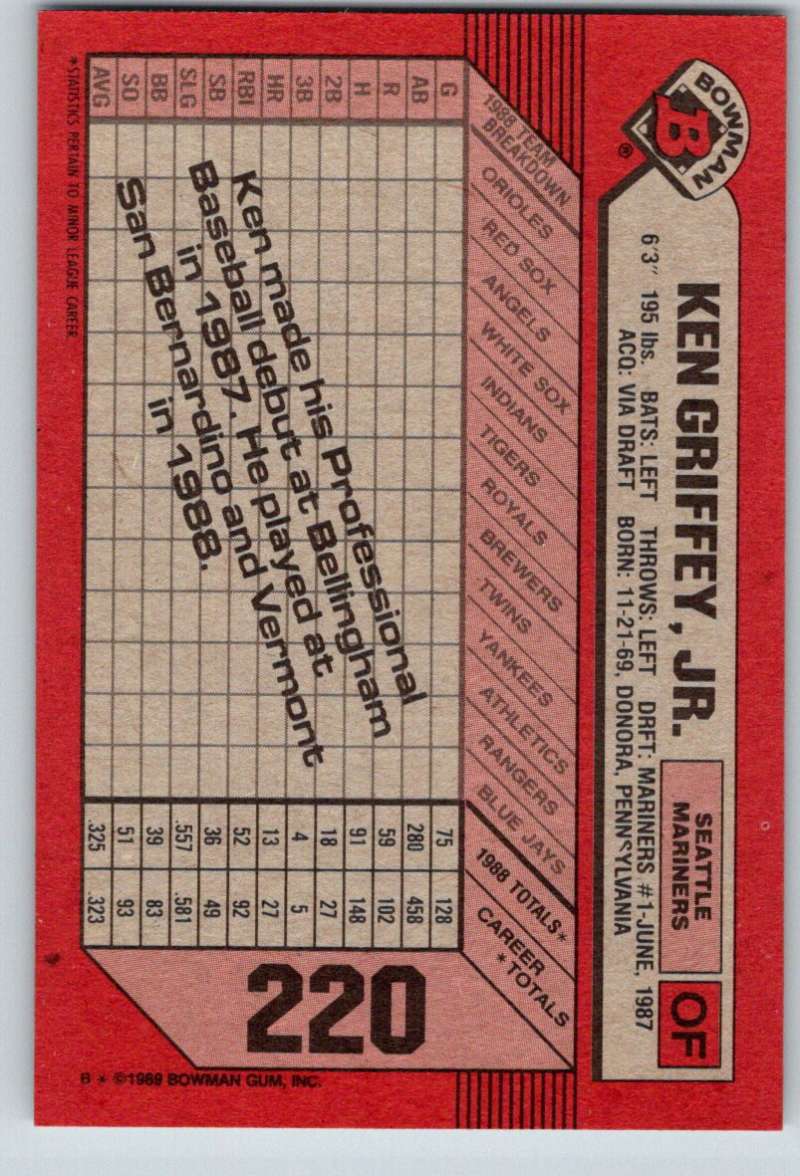 BOWMAN
B
®
KEN GRIFFEY, JR.
SEATTLE
MARINERS
OF
6'3" 195 lbs. BATS: LEFT THROWS: LEFT DRFT: MARINERS #1-JUNE, 1987
ACQ: VIA DRAFT BORN: 11-21-69, DONORA, PENNSYLVANIA
1988 TEAM
BREAKDOWN
ORIOLES
RED SOX
ANGELS
WHITE SOX
INDIANS
TIGERS
ROYALS
BREWERS
TWINS
YANKEES
ATHLETICS
RANGERS
BLUE JAYS
1988 TOTALS*
CAREER
*TOTALS
G 75 128
AB 280 458
R 59 102
H 91 148
2B 18 27
3B 4 5
HR 13 27
RBI 52 92
SB 36 49
SLG .557 .581
BB 39 83
SO 51 93
AVG .325 .323
Ken made his Professional
Baseball debut at Bellingham
in 1987. He played at
San Bernardino and Vermont
in 1988.
220
*STATISTICS PERTAIN TO MINOR LEAGUE CAREER.
B * ©1989 BOWMAN GUM, INC.